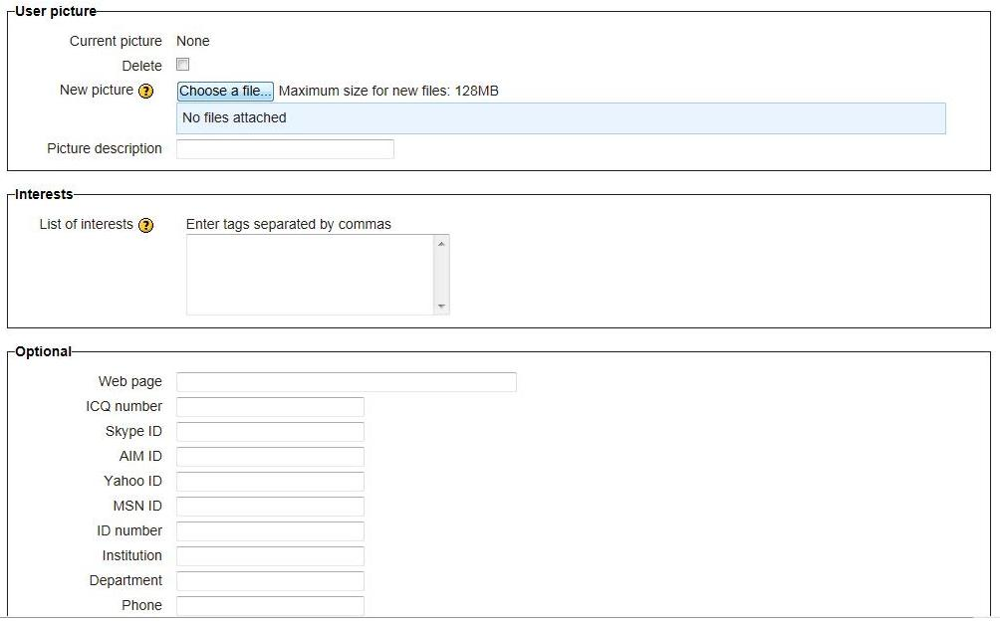 User picture
Current picture None
Delete
New picture ? Choose a file... Maximum size for new files: 128MB
No files attached
Picture description
Interests
List of interests ? Enter tags separated by commas
Optional
Web page
ICQ number
Skype ID
AIM ID
Yahoo ID
MSN ID
ID number
Institution
Department
Phone